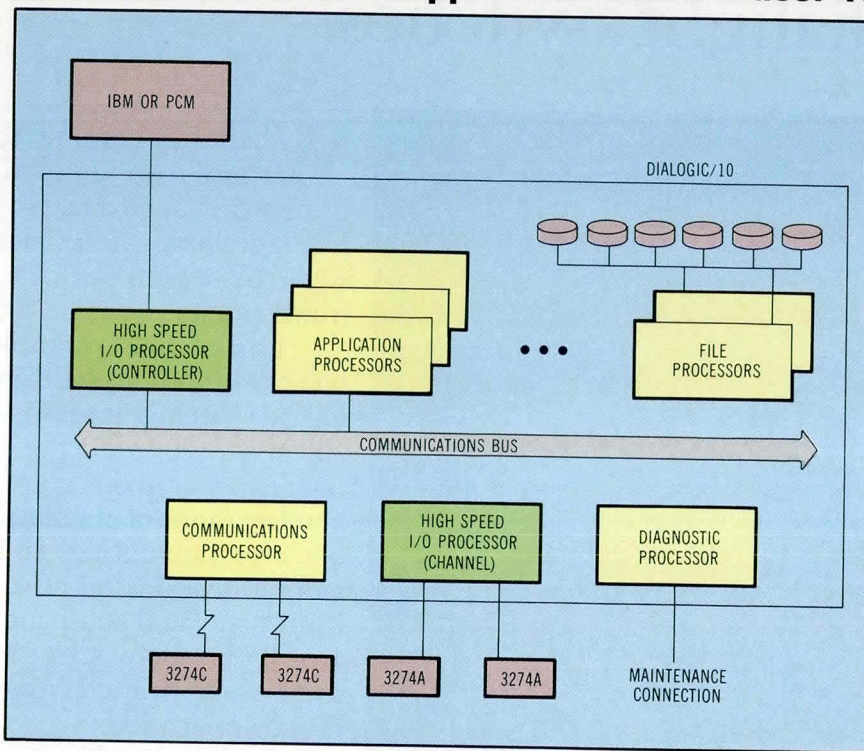 IBM OR PCM
DIALOGIC/10
HIGH SPEED
I/O PROCESSOR
(CONTROLLER)
APPLICATION
PROCESSORS
FILE
PROCESSORS
COMMUNICATIONS BUS
COMMUNICATIONS
PROCESSOR
HIGH SPEED
I/O PROCESSOR
(CHANNEL)
DIAGNOSTIC
PROCESSOR
3274C
3274C
3274A
3274A
MAINTENANCE
CONNECTION